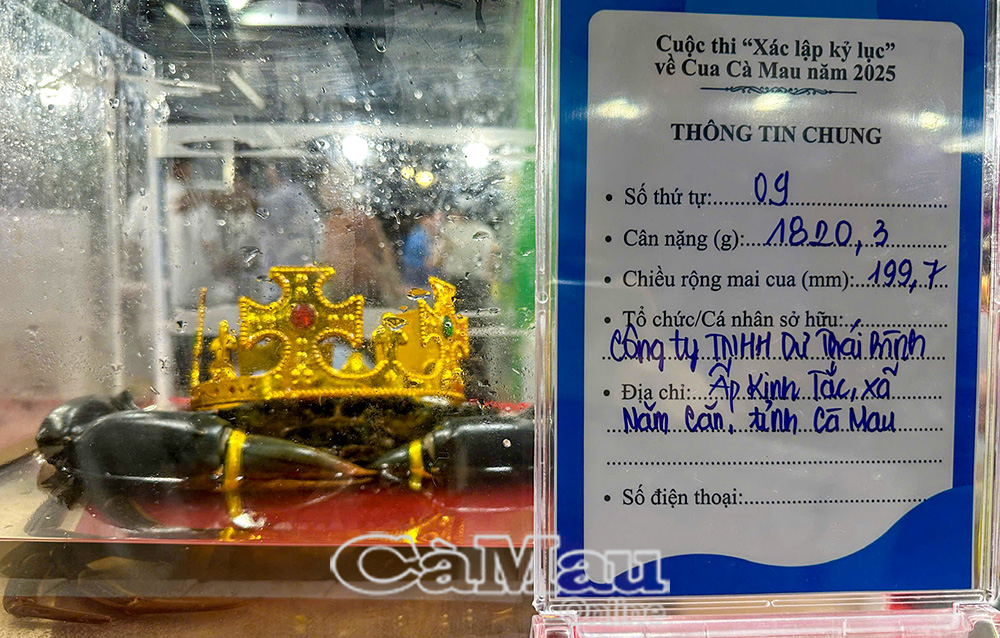 Cuộc thi “Xác lập kỷ lục”
về Cua Cà Mau năm 2025
THÔNG TIN CHUNG
• Số thứ tự:.....09.....
• Cân nặng (g):...1820,3.....
• Chiều rộng mai cua (mm):..199,7..
• Tổ chức/Cá nhân sở hữu:.....
Công ty TNHH Dư Thái Bình
• Địa chỉ:..Ấp Kinh Tắc, xã
Năm Căn, tỉnh Cà Mau
• Số điện thoại:.....
CàMau
Online